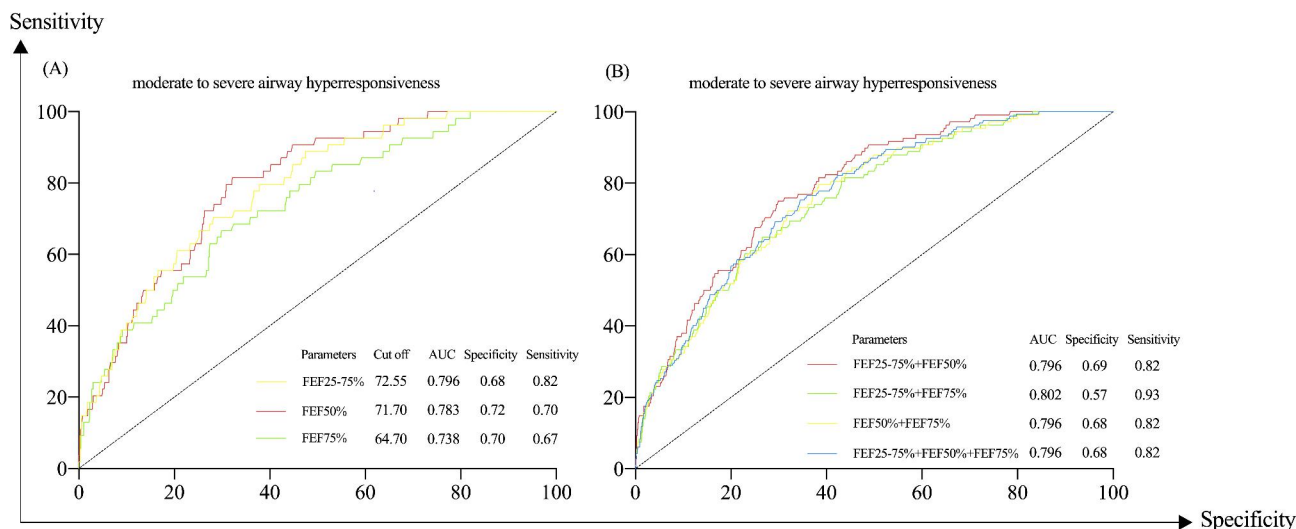 Sensitivity
(A)
moderate to severe airway hyperresponsiveness
100
80
60
40
20
0
0 20 40 60 80 100
Parameters Cut off AUC Specificity Sensitivity
FEF25-75% 72.55 0.796 0.68 0.82
FEF50% 71.70 0.783 0.72 0.70
FEF75% 64.70 0.738 0.70 0.67
(B)
moderate to severe airway hyperresponsiveness
100
80
60
40
20
0
0 20 40 60 80 100
Parameters AUC Specificity Sensitivity
FEF25-75%+FEF50% 0.796 0.69 0.82
FEF25-75%+FEF75% 0.802 0.57 0.93
FEF50%+FEF75% 0.796 0.68 0.82
FEF25-75%+FEF50%+FEF75% 0.796 0.68 0.82
Specificity